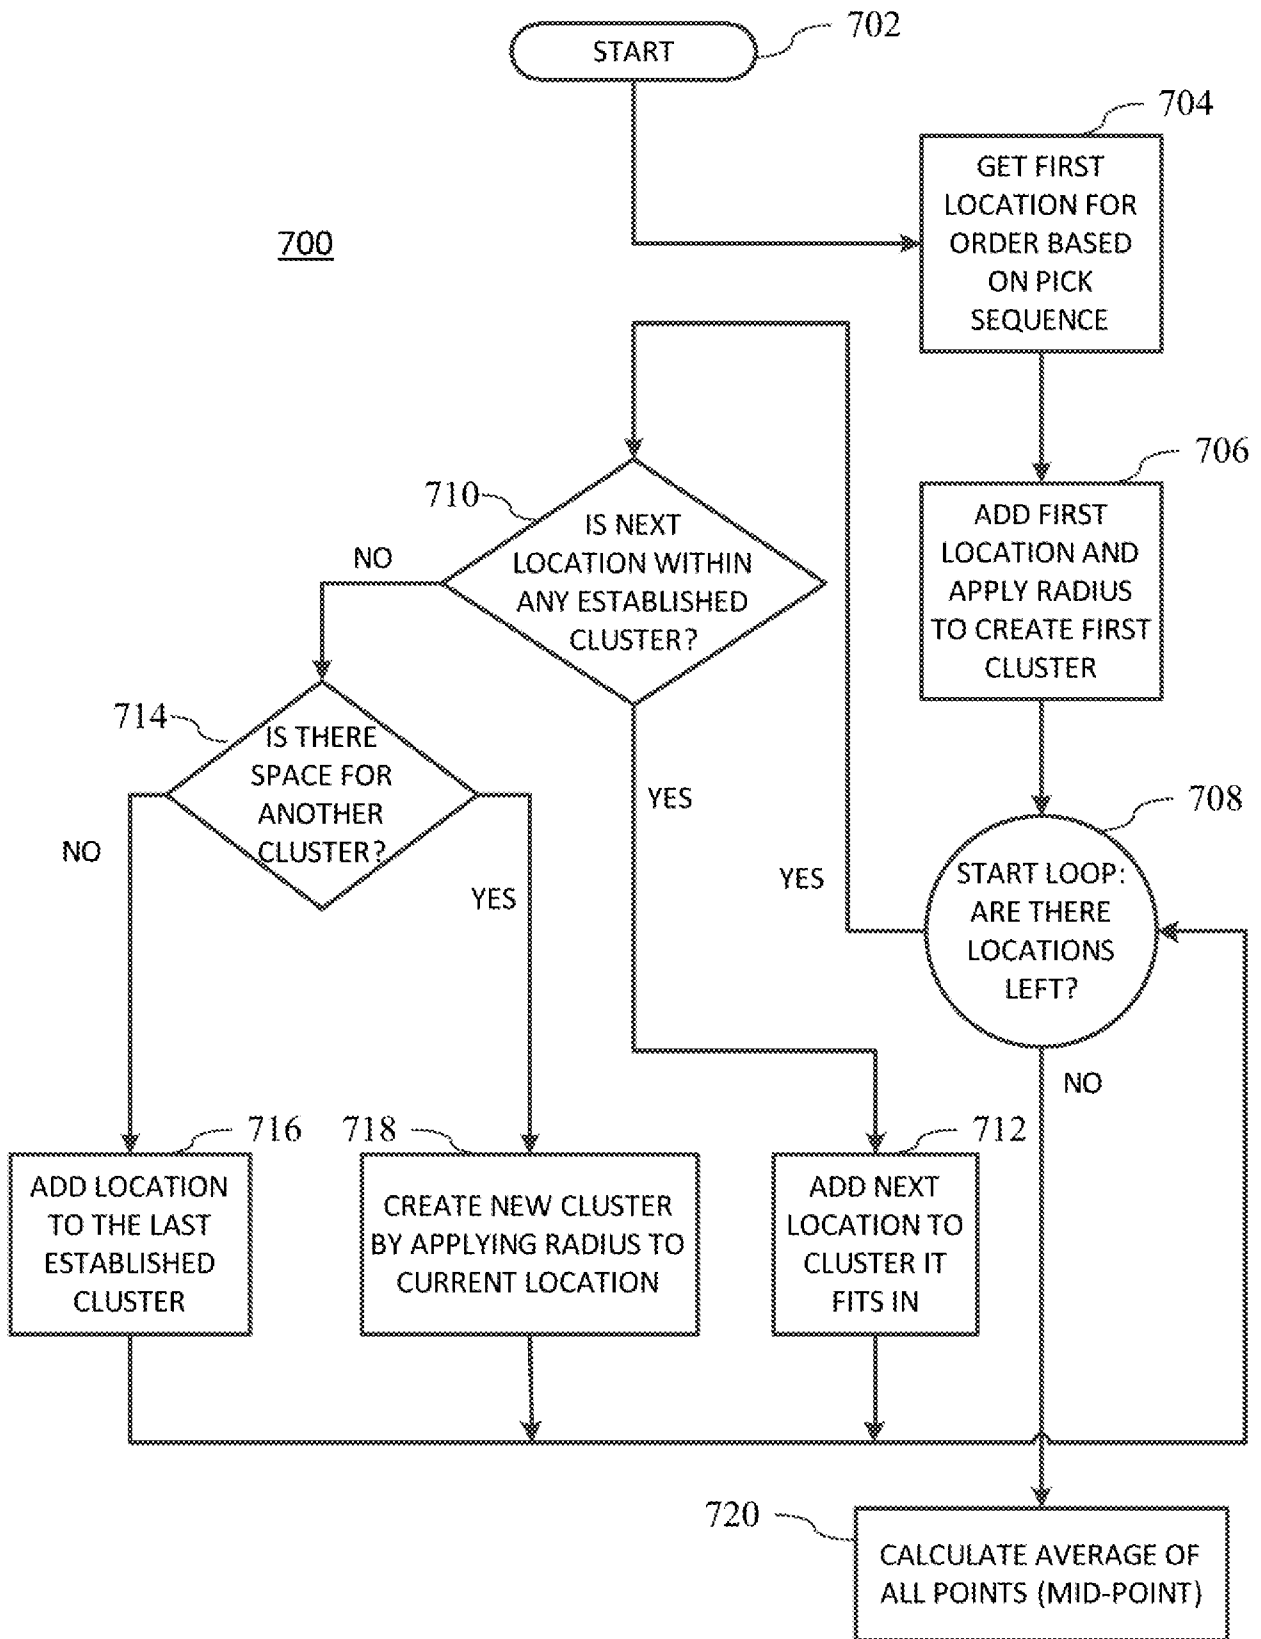 702
START
704
GET FIRST
LOCATION FOR
ORDER BASED
ON PICK
SEQUENCE
700
706
ADD FIRST
LOCATION AND
APPLY RADIUS
TO CREATE FIRST
CLUSTER
710
IS NEXT
LOCATION WITHIN
ANY ESTABLISHED
CLUSTER?
NO
714
IS THERE
SPACE FOR
ANOTHER
CLUSTER?
YES
708
START LOOP:
ARE THERE
LOCATIONS
LEFT?
YES
NO
YES
NO
716
ADD LOCATION
TO THE LAST
ESTABLISHED
CLUSTER
718
CREATE NEW CLUSTER
BY APPLYING RADIUS TO
CURRENT LOCATION
712
ADD NEXT
LOCATION TO
CLUSTER IT
FITS IN
720
CALCULATE AVERAGE OF
ALL POINTS (MID-POINT)